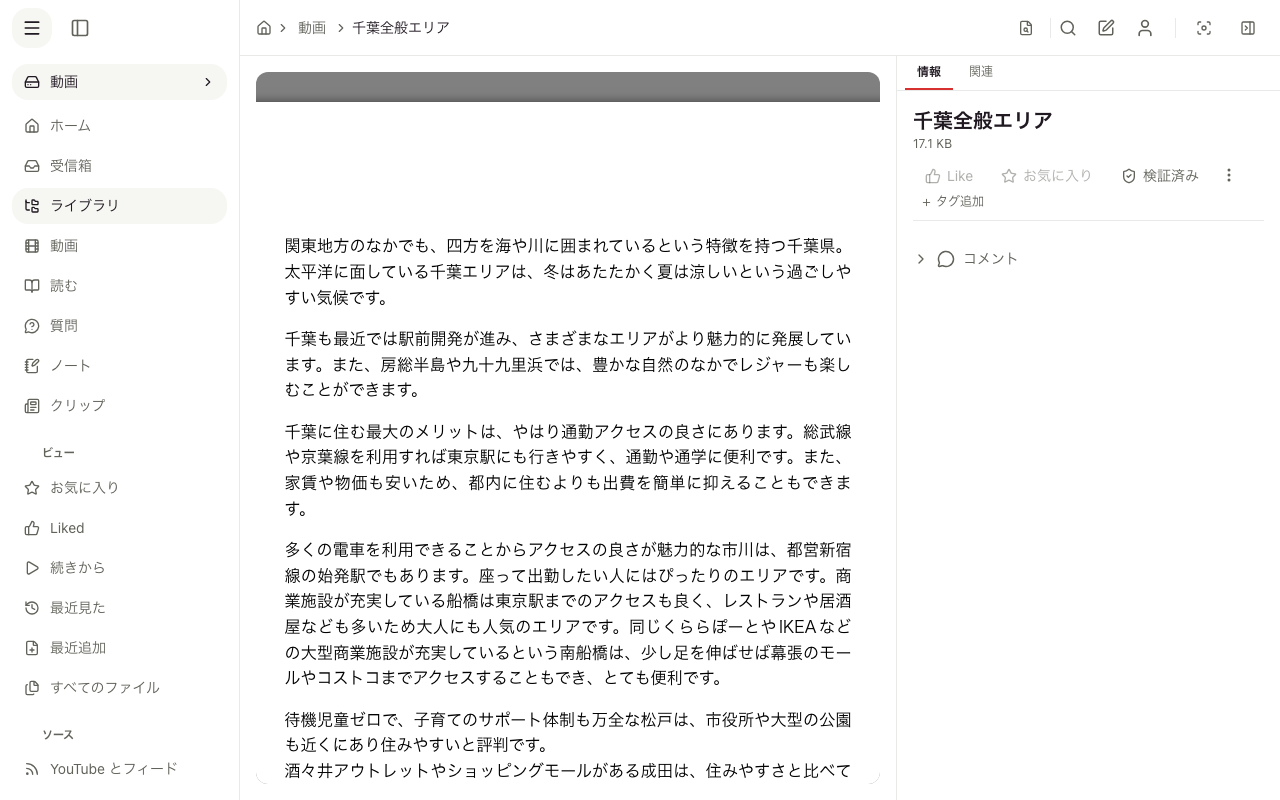 動画
千葉全般エリア
動画
ホーム
受信箱
ライブラリ
動画
読む
質問
ノート
クリップ
ビュー
お気に入り
Liked
続きから
最近見た
最近追加
すべてのファイル
ソース
YouTube とフィード
関東地方のなかでも、四方を海や川に囲まれているという特徴を持つ千葉県。
太平洋に面している千葉エリアは、冬はあたたかく夏は涼しいという過ごしや
すい気候です。
千葉も最近では駅前開発が進み、さまざまなエリアがより魅力的に発展してい
ます。また、房総半島や九十九里浜では、豊かな自然のなかでレジャーも楽し
むことができます。
千葉に住む最大のメリットは、やはり通勤アクセスの良さにあります。総武線
や京葉線を利用すれば東京駅にも行きやすく、通勤や通学に便利です。また、
家賃や物価も安いため、都内に住むよりも出費を簡単に抑えることもできま
す。
多くの電車を利用できることからアクセスの良さが魅力的な市川は、都営新宿
線の始発駅でもあります。座って出勤したい人にはぴったりのエリアです。商
業施設が充実している船橋は東京駅までのアクセスも良く、レストランや居酒
屋なども多いため大人にも人気のエリアです。同じくららぽーとやIKEAなど
の大型商業施設が充実しているという南船橋は、少し足を伸ばせば幕張のモー
ルやコストコまでアクセスすることもでき、とても便利です。
待機児童ゼロで、子育てのサポート体制も万全な松戸は、市役所や大型の公園
も近くにあり住みやすいと評判です。
酒々井アウトレットやショッピングモールがある成田は、住みやすさと比べて
情報
関連
千葉全般エリア
17.1 KB
Like
お気に入り
検証済み
+ タグ追加
コメント